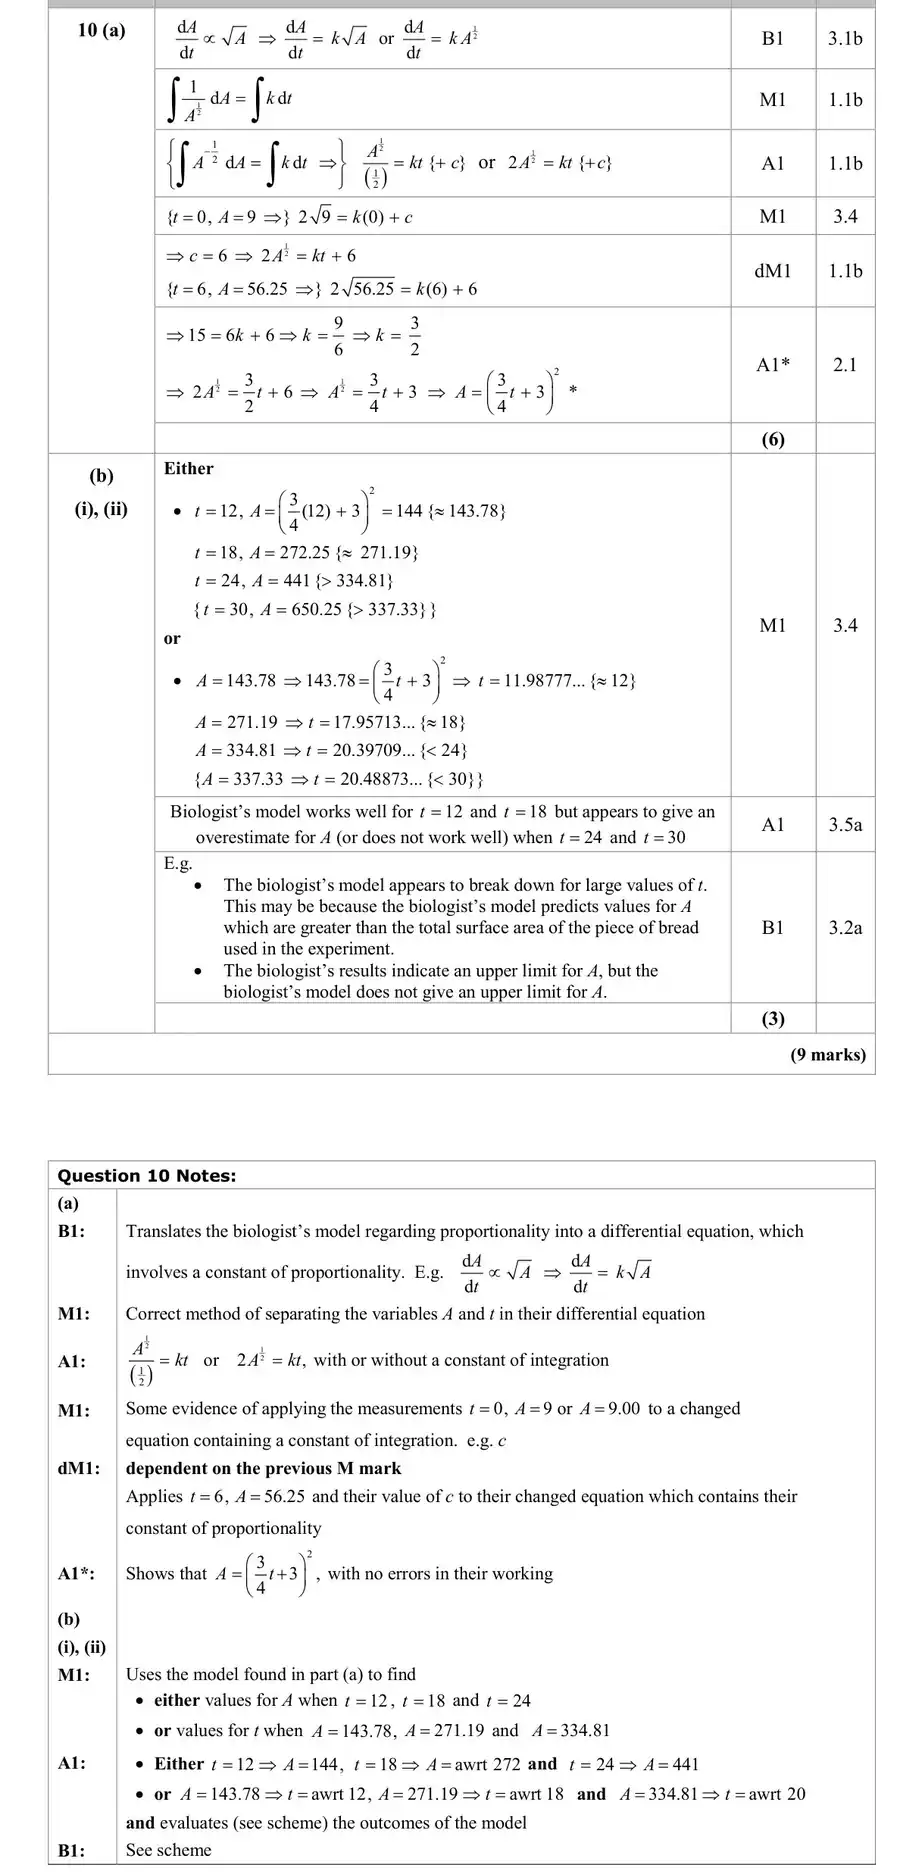 10 (a) dA/dt ∝ √A ⇒ dA/dt = k√A or dA/dt = kA^(1/2) B1 3.1b
∫ 1/A^(1/2) dA = ∫ k dt M1 1.1b
{∫ A^(-1/2) dA = ∫ k dt ⇒} A^(1/2)/(1/2) = kt {+ c} or 2A^(1/2) = kt {+c} A1 1.1b
{t = 0, A = 9 ⇒} 2√9 = k(0) + c M1 3.4
⇒ c = 6 ⇒ 2A^(1/2) = kt + 6
{t = 6, A = 56.25 ⇒} 2√56.25 = k(6) + 6 dM1 1.1b
⇒ 15 = 6k + 6 ⇒ k = 9/6 ⇒ k = 3/2
⇒ 2A^(1/2) = 3/2 t + 6 ⇒ A^(1/2) = 3/4 t + 3 ⇒ A = (3/4 t + 3)^2 * A1* 2.1
(6)
(b)
(i), (ii)
Either
• t = 12, A = (3/4 (12) + 3)^2 = 144 {≈ 143.78}
t = 18, A = 272.25 {≈ 271.19}
t = 24, A = 441 {> 334.81}
{t = 30, A = 650.25 {> 337.33}}
or
M1 3.4
• A = 143.78 ⇒ 143.78 = (3/4 t + 3)^2 ⇒ t = 11.98777... {≈ 12}
A = 271.19 ⇒ t = 17.95713... {≈ 18}
A = 334.81 ⇒ t = 20.39709... {< 24}
{A = 337.33 ⇒ t = 20.48873... {< 30}}
Biologist's model works well for t = 12 and t = 18 but appears to give an
overestimate for A (or does not work well) when t = 24 and t = 30
A1 3.5a
E.g.
• The biologist's model appears to break down for large values of t.
This may be because the biologist's model predicts values for A
which are greater than the total surface area of the piece of bread
used in the experiment.
• The biologist's results indicate an upper limit for A, but the
biologist's model does not give an upper limit for A.
B1 3.2a
(3)
(9 marks)
Question 10 Notes:
(a)
B1: Translates the biologist's model regarding proportionality into a differential equation, which
involves a constant of proportionality. E.g. dA/dt ∝ √A ⇒ dA/dt = k√A
M1: Correct method of separating the variables A and t in their differential equation
A1: A^(1/2)/(1/2) = kt or 2A^(1/2) = kt, with or without a constant of integration
M1: Some evidence of applying the measurements t = 0, A = 9 or A = 9.00 to a changed
equation containing a constant of integration. e.g. c
dM1: dependent on the previous M mark
Applies t = 6, A = 56.25 and their value of c to their changed equation which contains their
constant of proportionality
A1*: Shows that A = (3/4 t+3)^2, with no errors in their working
(b)
(i), (ii)
M1: Uses the model found in part (a) to find
• either values for A when t = 12, t = 18 and t = 24
• or values for t when A = 143.78, A = 271.19 and A = 334.81
A1: • Either t = 12 ⇒ A = 144, t = 18 ⇒ A = awrt 272 and t = 24 ⇒ A = 441
• or A = 143.78 ⇒ t = awrt 12, A = 271.19 ⇒ t = awrt 18 and A = 334.81 ⇒ t = awrt 20
and evaluates (see scheme) the outcomes of the model
B1: See scheme